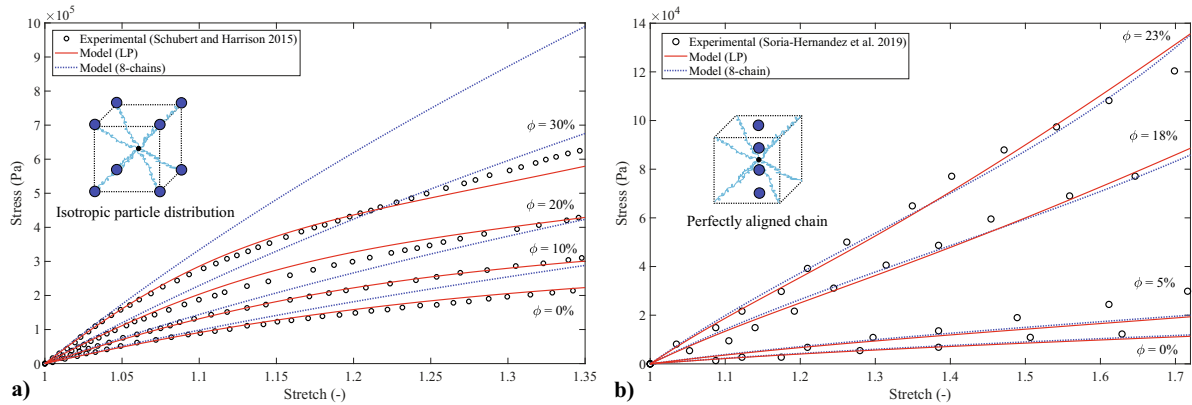 ×10⁵
10
9
8
7
6
5
4
3
2
1
0
Stress (Pa)
Experimental (Schubert and Harrison 2015)
Model (LP)
Model (8-chains)
Isotropic particle distribution
ϕ = 30%
ϕ = 20%
ϕ = 10%
ϕ = 0%
1 1.05 1.1 1.15 1.2 1.25 1.3 1.35
Stretch (-)
a)
×10⁴
14
12
10
8
6
4
2
0
Stress (Pa)
Experimental (Soria-Hernandez et al. 2019)
Model (LP)
Model (8-chain)
Perfectly aligned chain
ϕ = 23%
ϕ = 18%
ϕ = 5%
ϕ = 0%
1 1.1 1.2 1.3 1.4 1.5 1.6 1.7
Stretch (-)
b)